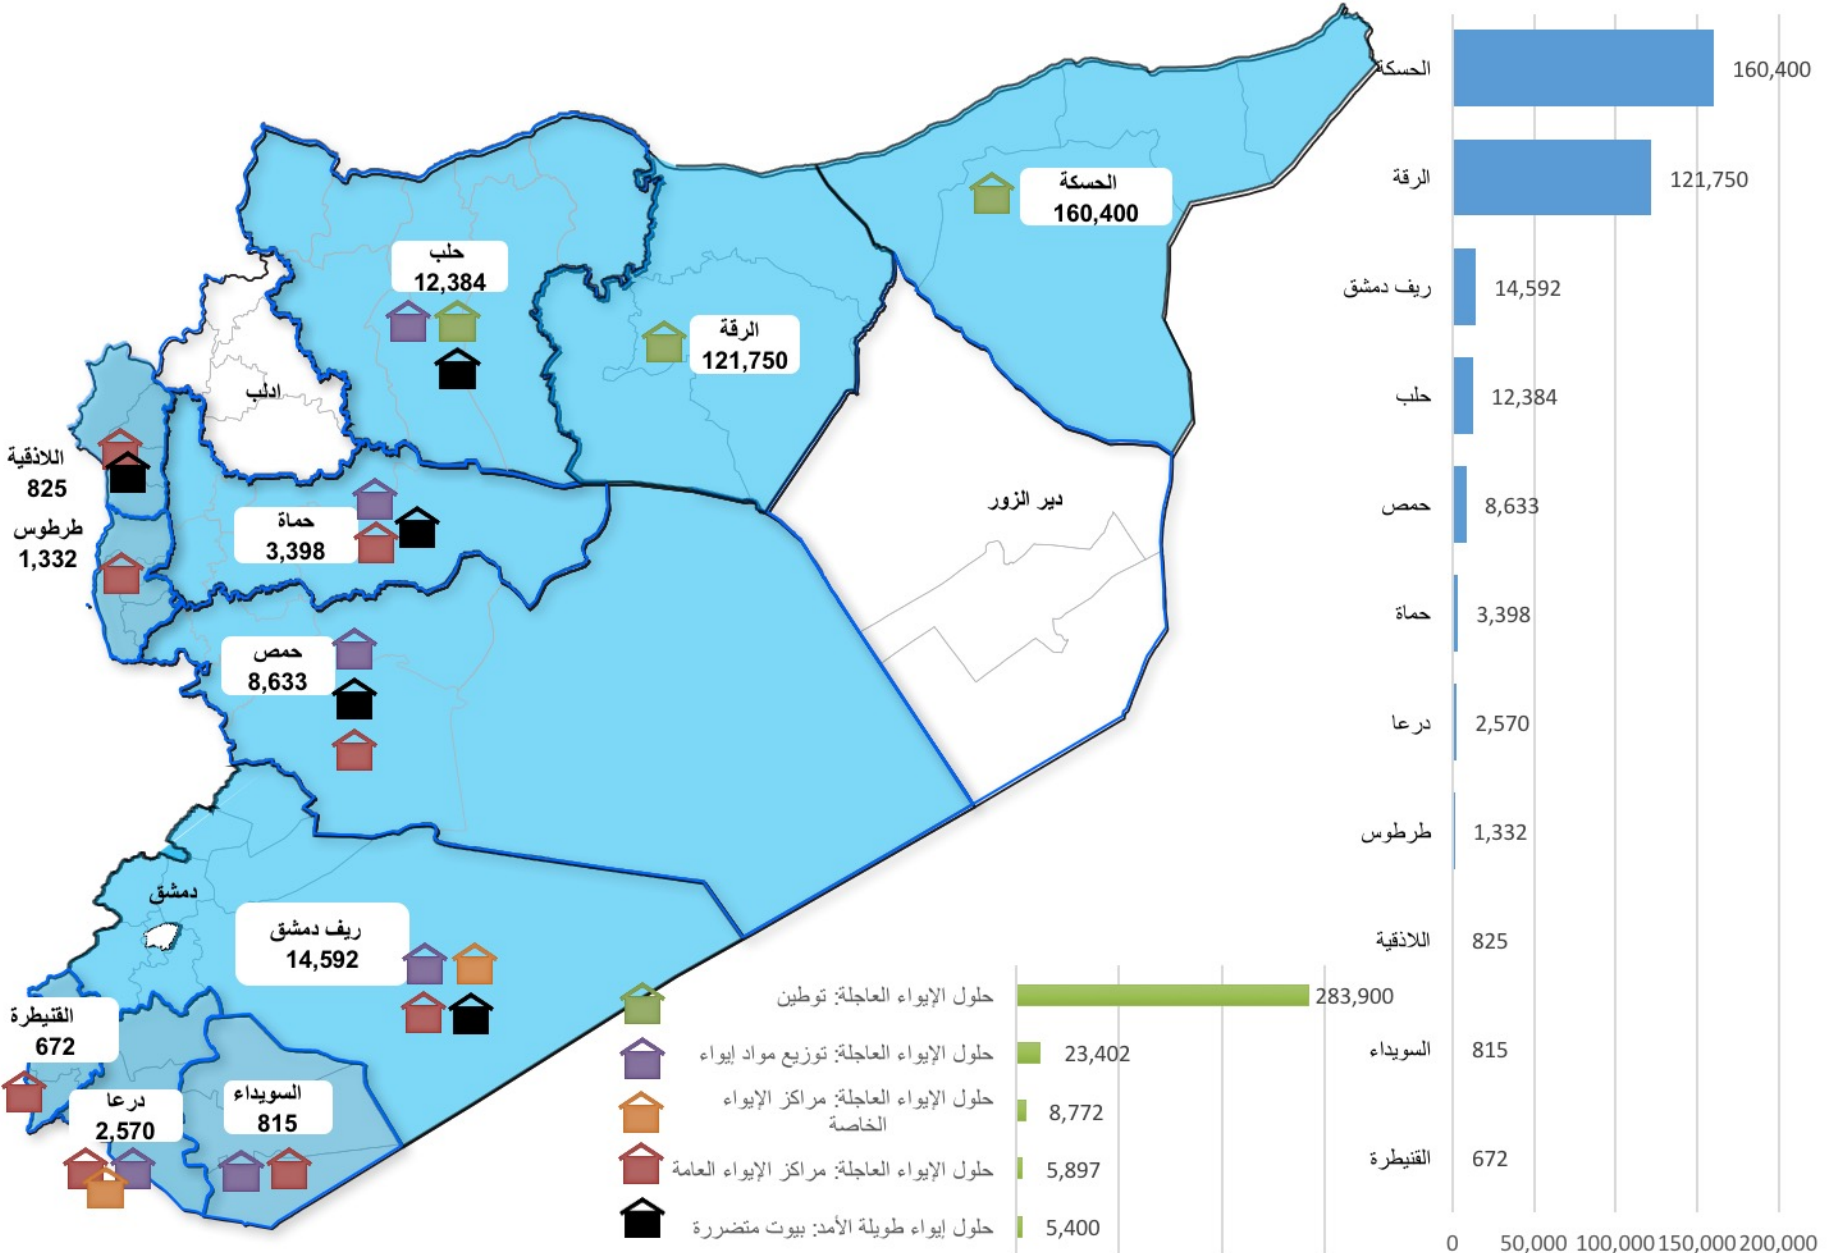 الحسكة
160,400
حلب
12,384
الرقة
121,750
ادلب
اللاذقية
825
طرطوس
1,332
حماة
3,398
دير الزور
حمص
8,633
دمشق
ريف دمشق
14,592
القنيطرة
672
درعا
2,570
السويداء
815
حلول الإيواء العاجلة: توطين
283,900
حلول الإيواء العاجلة: توزيع مواد إيواء
23,402
حلول الإيواء العاجلة: مراكز الإيواء
الخاصة
8,772
حلول الإيواء العاجلة: مراكز الإيواء العامة
5,897
حلول إيواء طويلة الأمد: بيوت متضررة
5,400
الحسكة
160,400
الرقة
121,750
ريف دمشق
14,592
حلب
12,384
حمص
8,633
حماة
3,398
درعا
2,570
طرطوس
1,332
اللاذقية
825
السويداء
815
القنيطرة
672
0 50,000 100,000 150,000 200,000